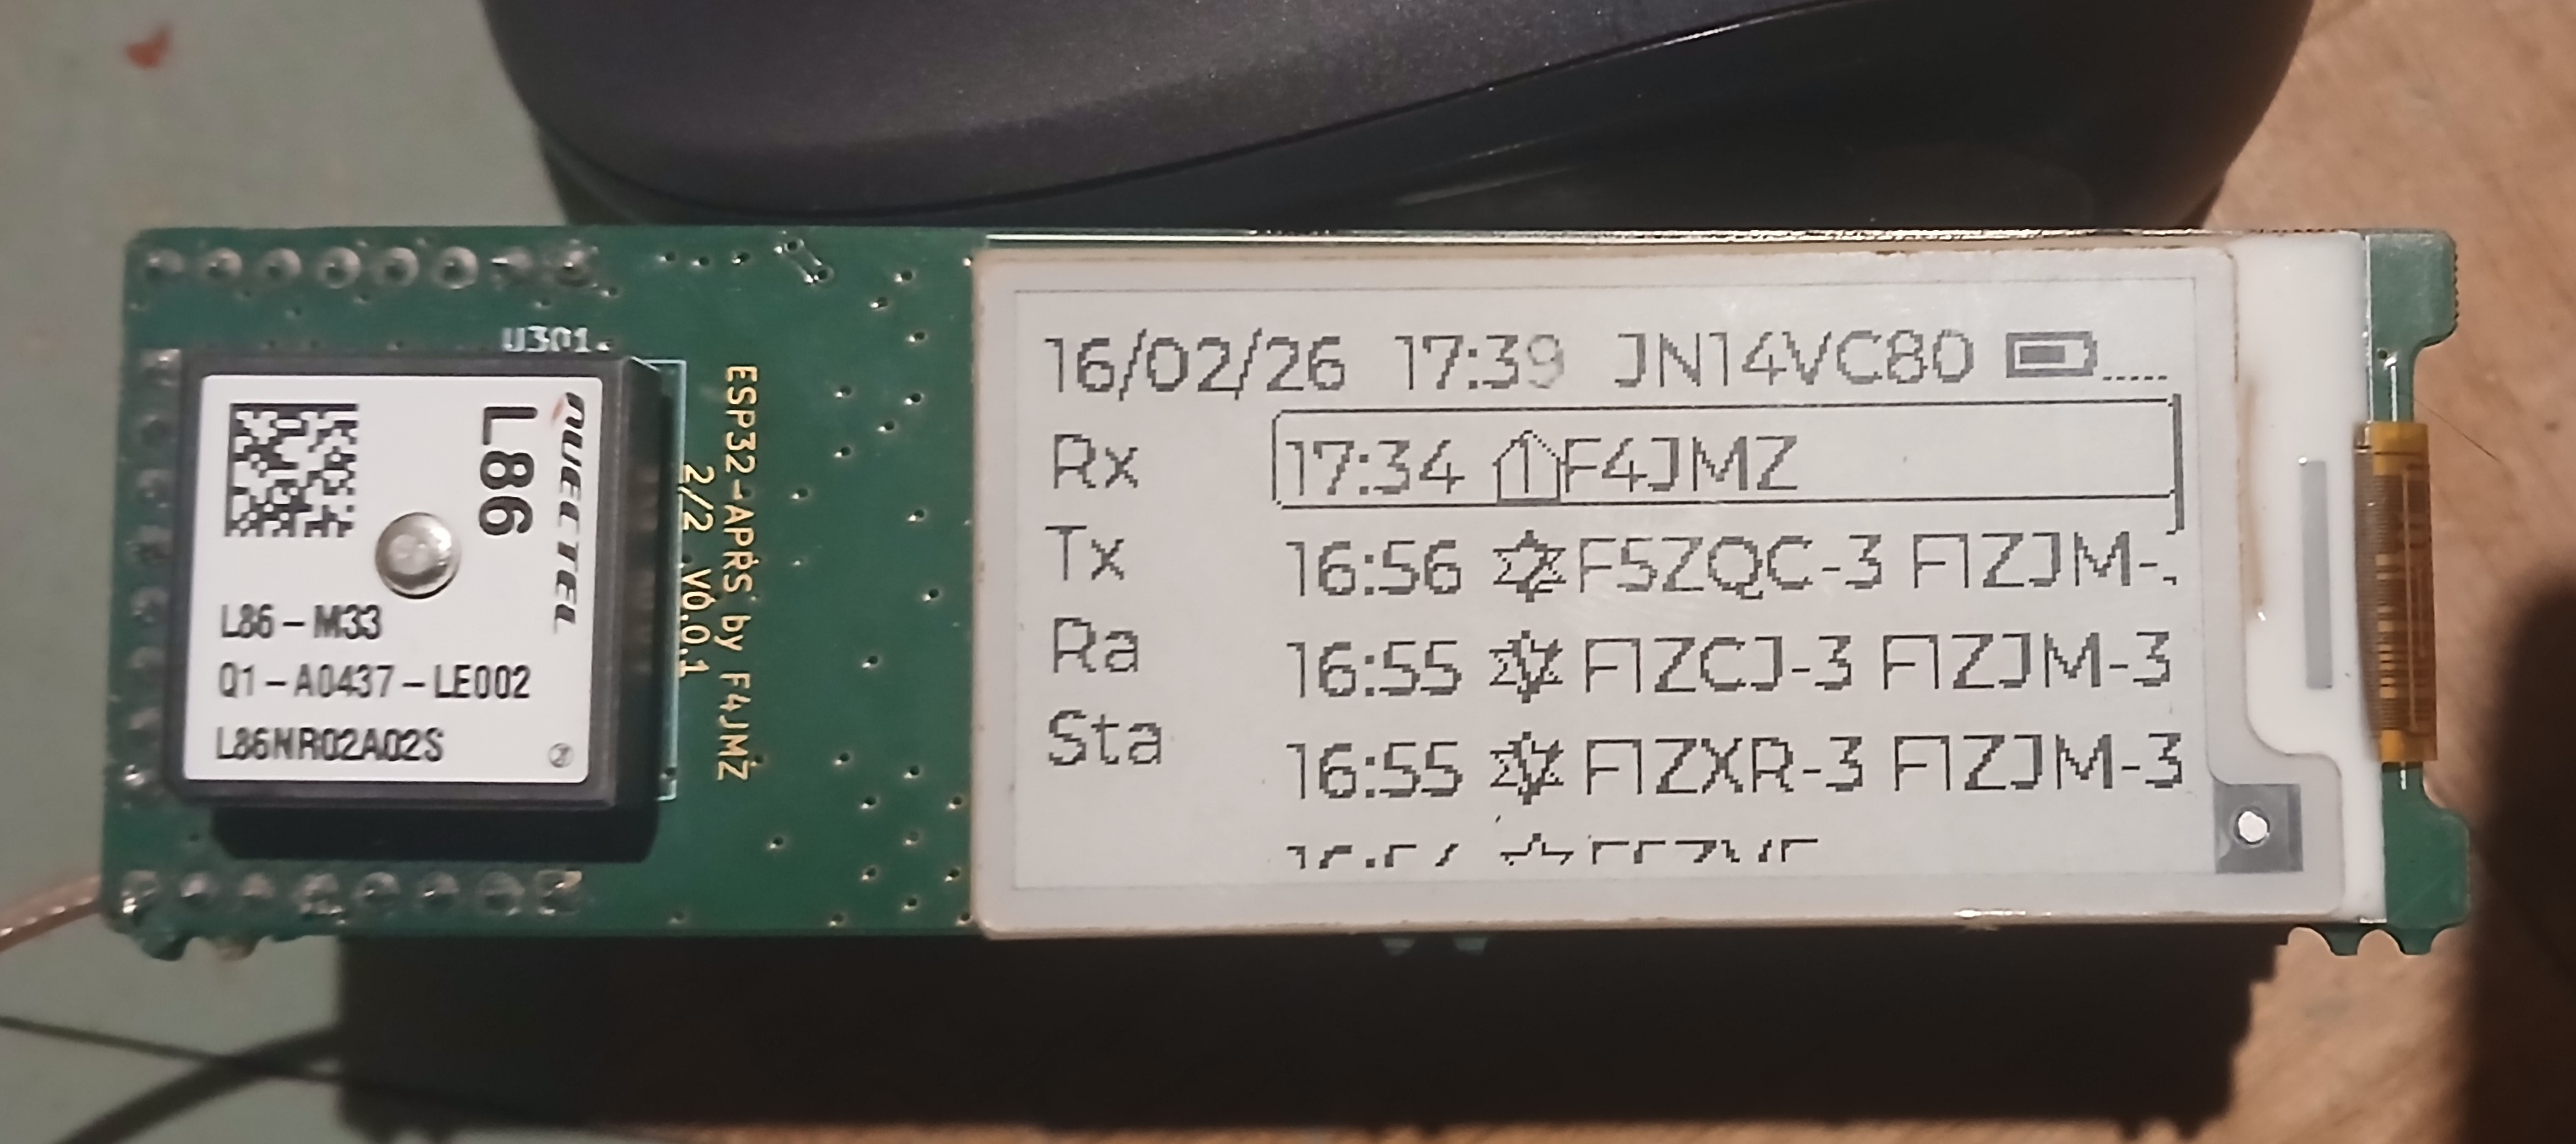 U301
QUECTEL
L86
L86-M33
Q1-A0437-LE002
L86NR02A02S
ESP32-APRS by F4JMZ
2/2 V0.0.1
16/02/26 17:39 JN14VC80
Rx
Tx
Ra
Sta
17:34 F4JMZ
16:56 F5ZQC-3 F1ZJM-
16:55 F1ZCJ-3 F1ZJM-3
16:55 F1ZXR-3 F1ZJM-3